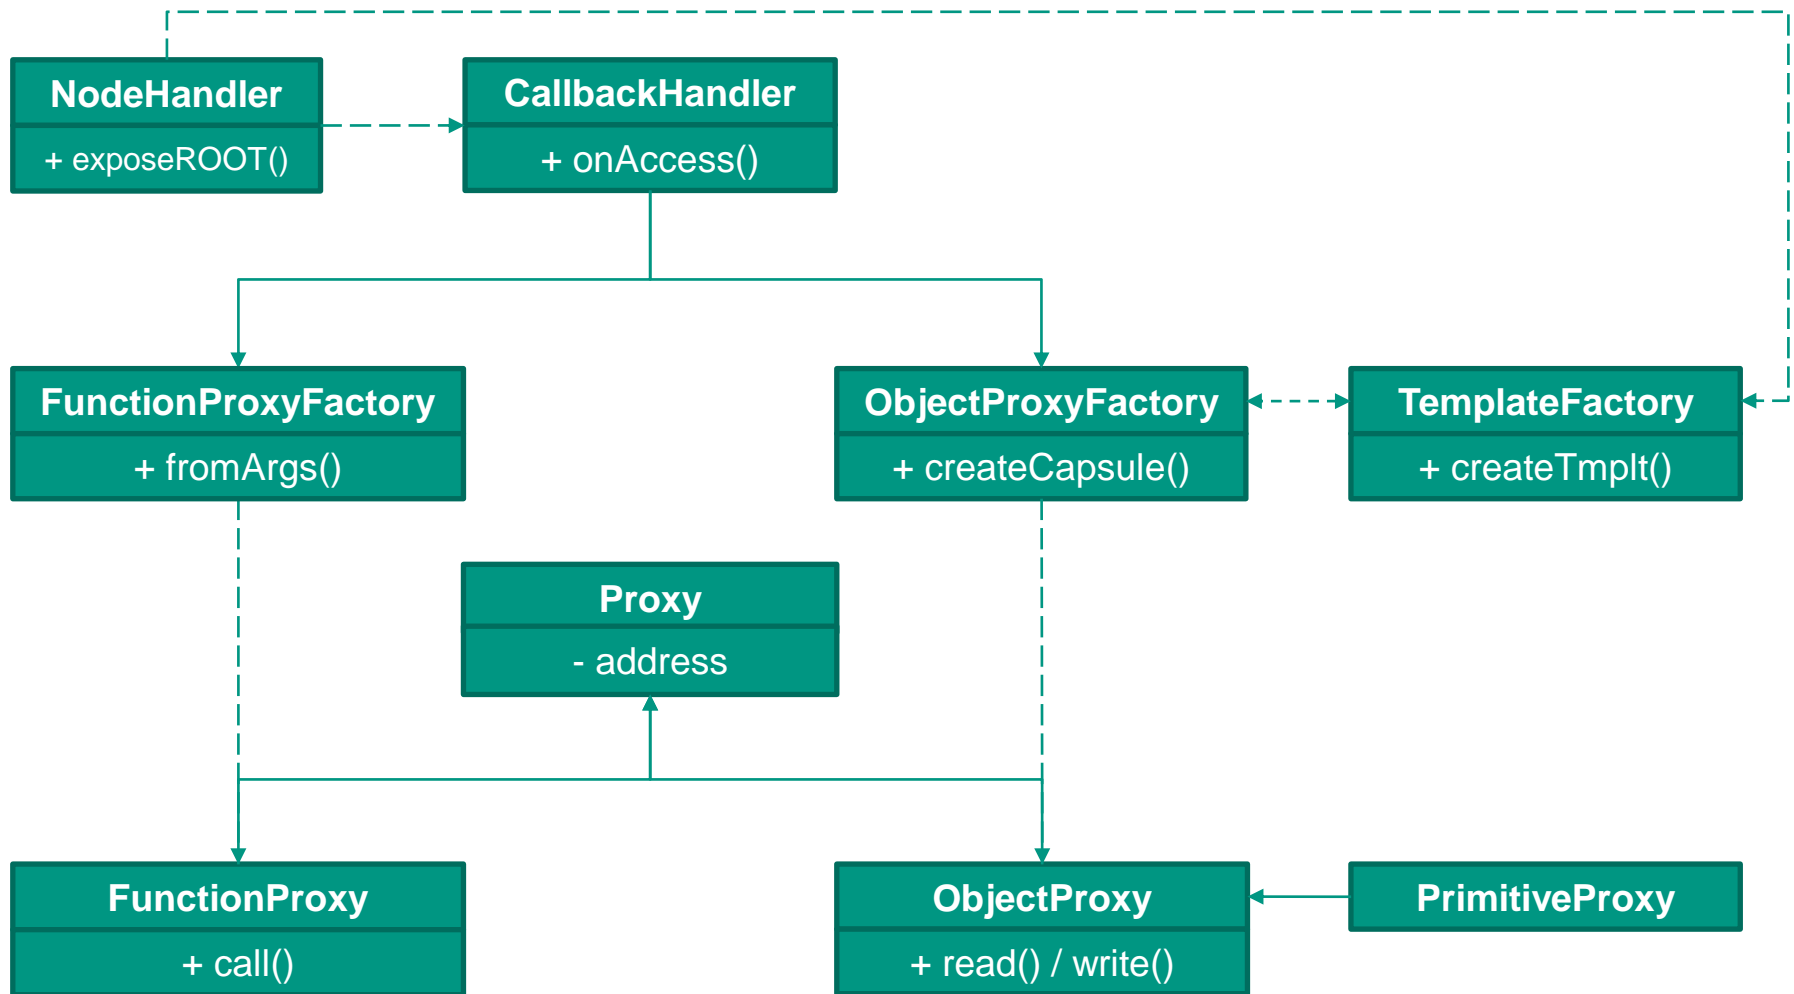 NodeHandler
+ exposeROOT()
CallbackHandler
+ onAccess()
FunctionProxyFactory
+ fromArgs()
ObjectProxyFactory
+ createCapsule()
TemplateFactory
+ createTmplt()
Proxy
- address
FunctionProxy
+ call()
ObjectProxy
+ read() / write()
PrimitiveProxy